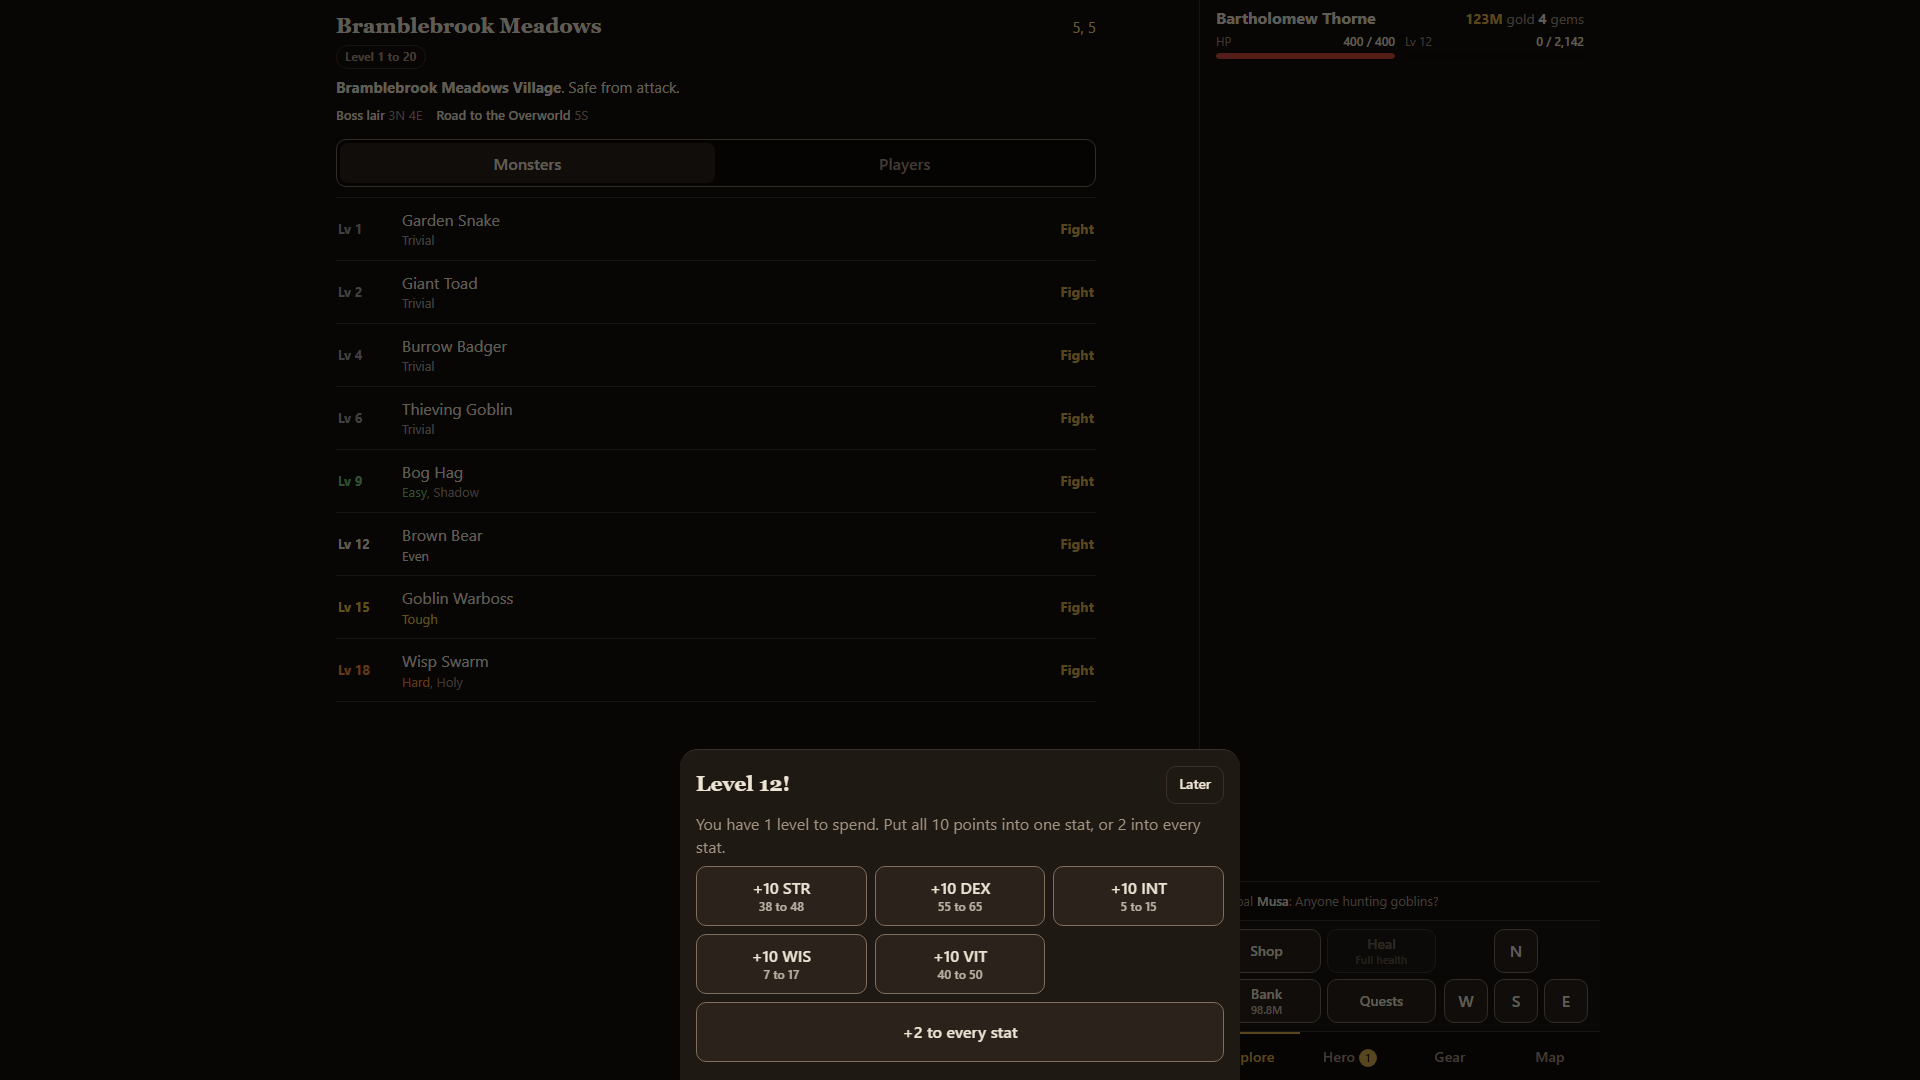 Bramblebrook Meadows
5, 5
Level 1 to 20
Bramblebrook Meadows Village. Safe from attack.
Boss lair 3N 4E Road to the Overworld 5S
Monsters
Players
Lv 1
Garden Snake
Trivial
Fight
Lv 2
Giant Toad
Trivial
Fight
Lv 4
Burrow Badger
Trivial
Fight
Lv 6
Thieving Goblin
Trivial
Fight
Lv 9
Bog Hag
Easy, Shadow
Fight
Lv 12
Brown Bear
Even
Fight
Lv 15
Goblin Warboss
Tough
Fight
Lv 18
Wisp Swarm
Hard, Holy
Fight
Bartholomew Thorne
123M gold 4 gems
HP 400 / 400
Lv 12 0 / 2,142
Level 12!
Later
You have 1 level to spend. Put all 10 points into one stat, or 2 into every
stat.
+10 STR
38 to 48
+10 DEX
55 to 65
+10 INT
5 to 15
+10 WIS
7 to 17
+10 VIT
40 to 50
+2 to every stat
Musa: Anyone hunting goblins?
Shop
Heal
Full health
N
Bank
98.8M
Quests
W
S
E
plore
Hero 1
Gear
Map